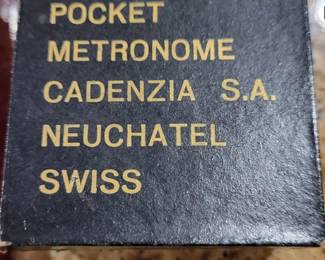 POCKET
METRONOME
CADENZIA S.A.
NEUCHATEL
SWISS